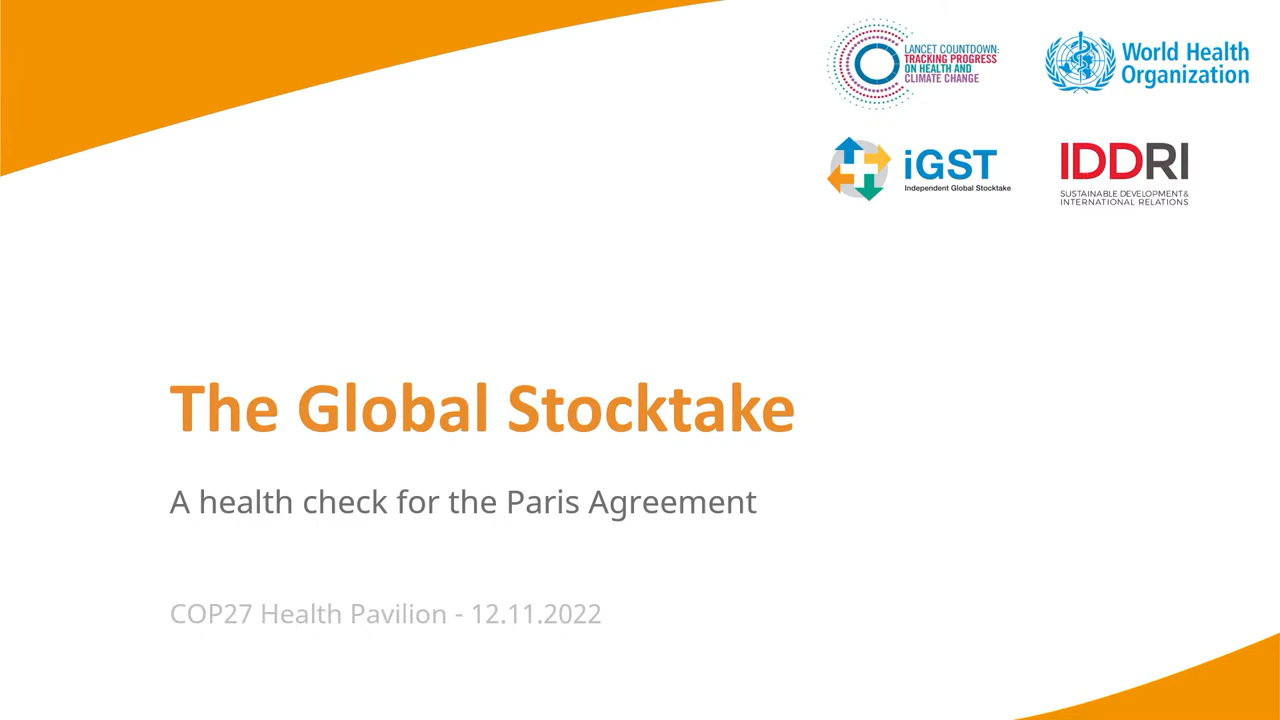 LANCET COUNTDOWN:
TRACKING PROGRESS
ON HEALTH AND
CLIMATE CHANGE
World Health
Organization
iGST
Independent Global Stocktake
IDDRI
SUSTAINABLE DEVELOPMENT &
INTERNATIONAL RELATIONS
The Global Stocktake
A health check for the Paris Agreement
COP27 Health Pavilion - 12.11.2022